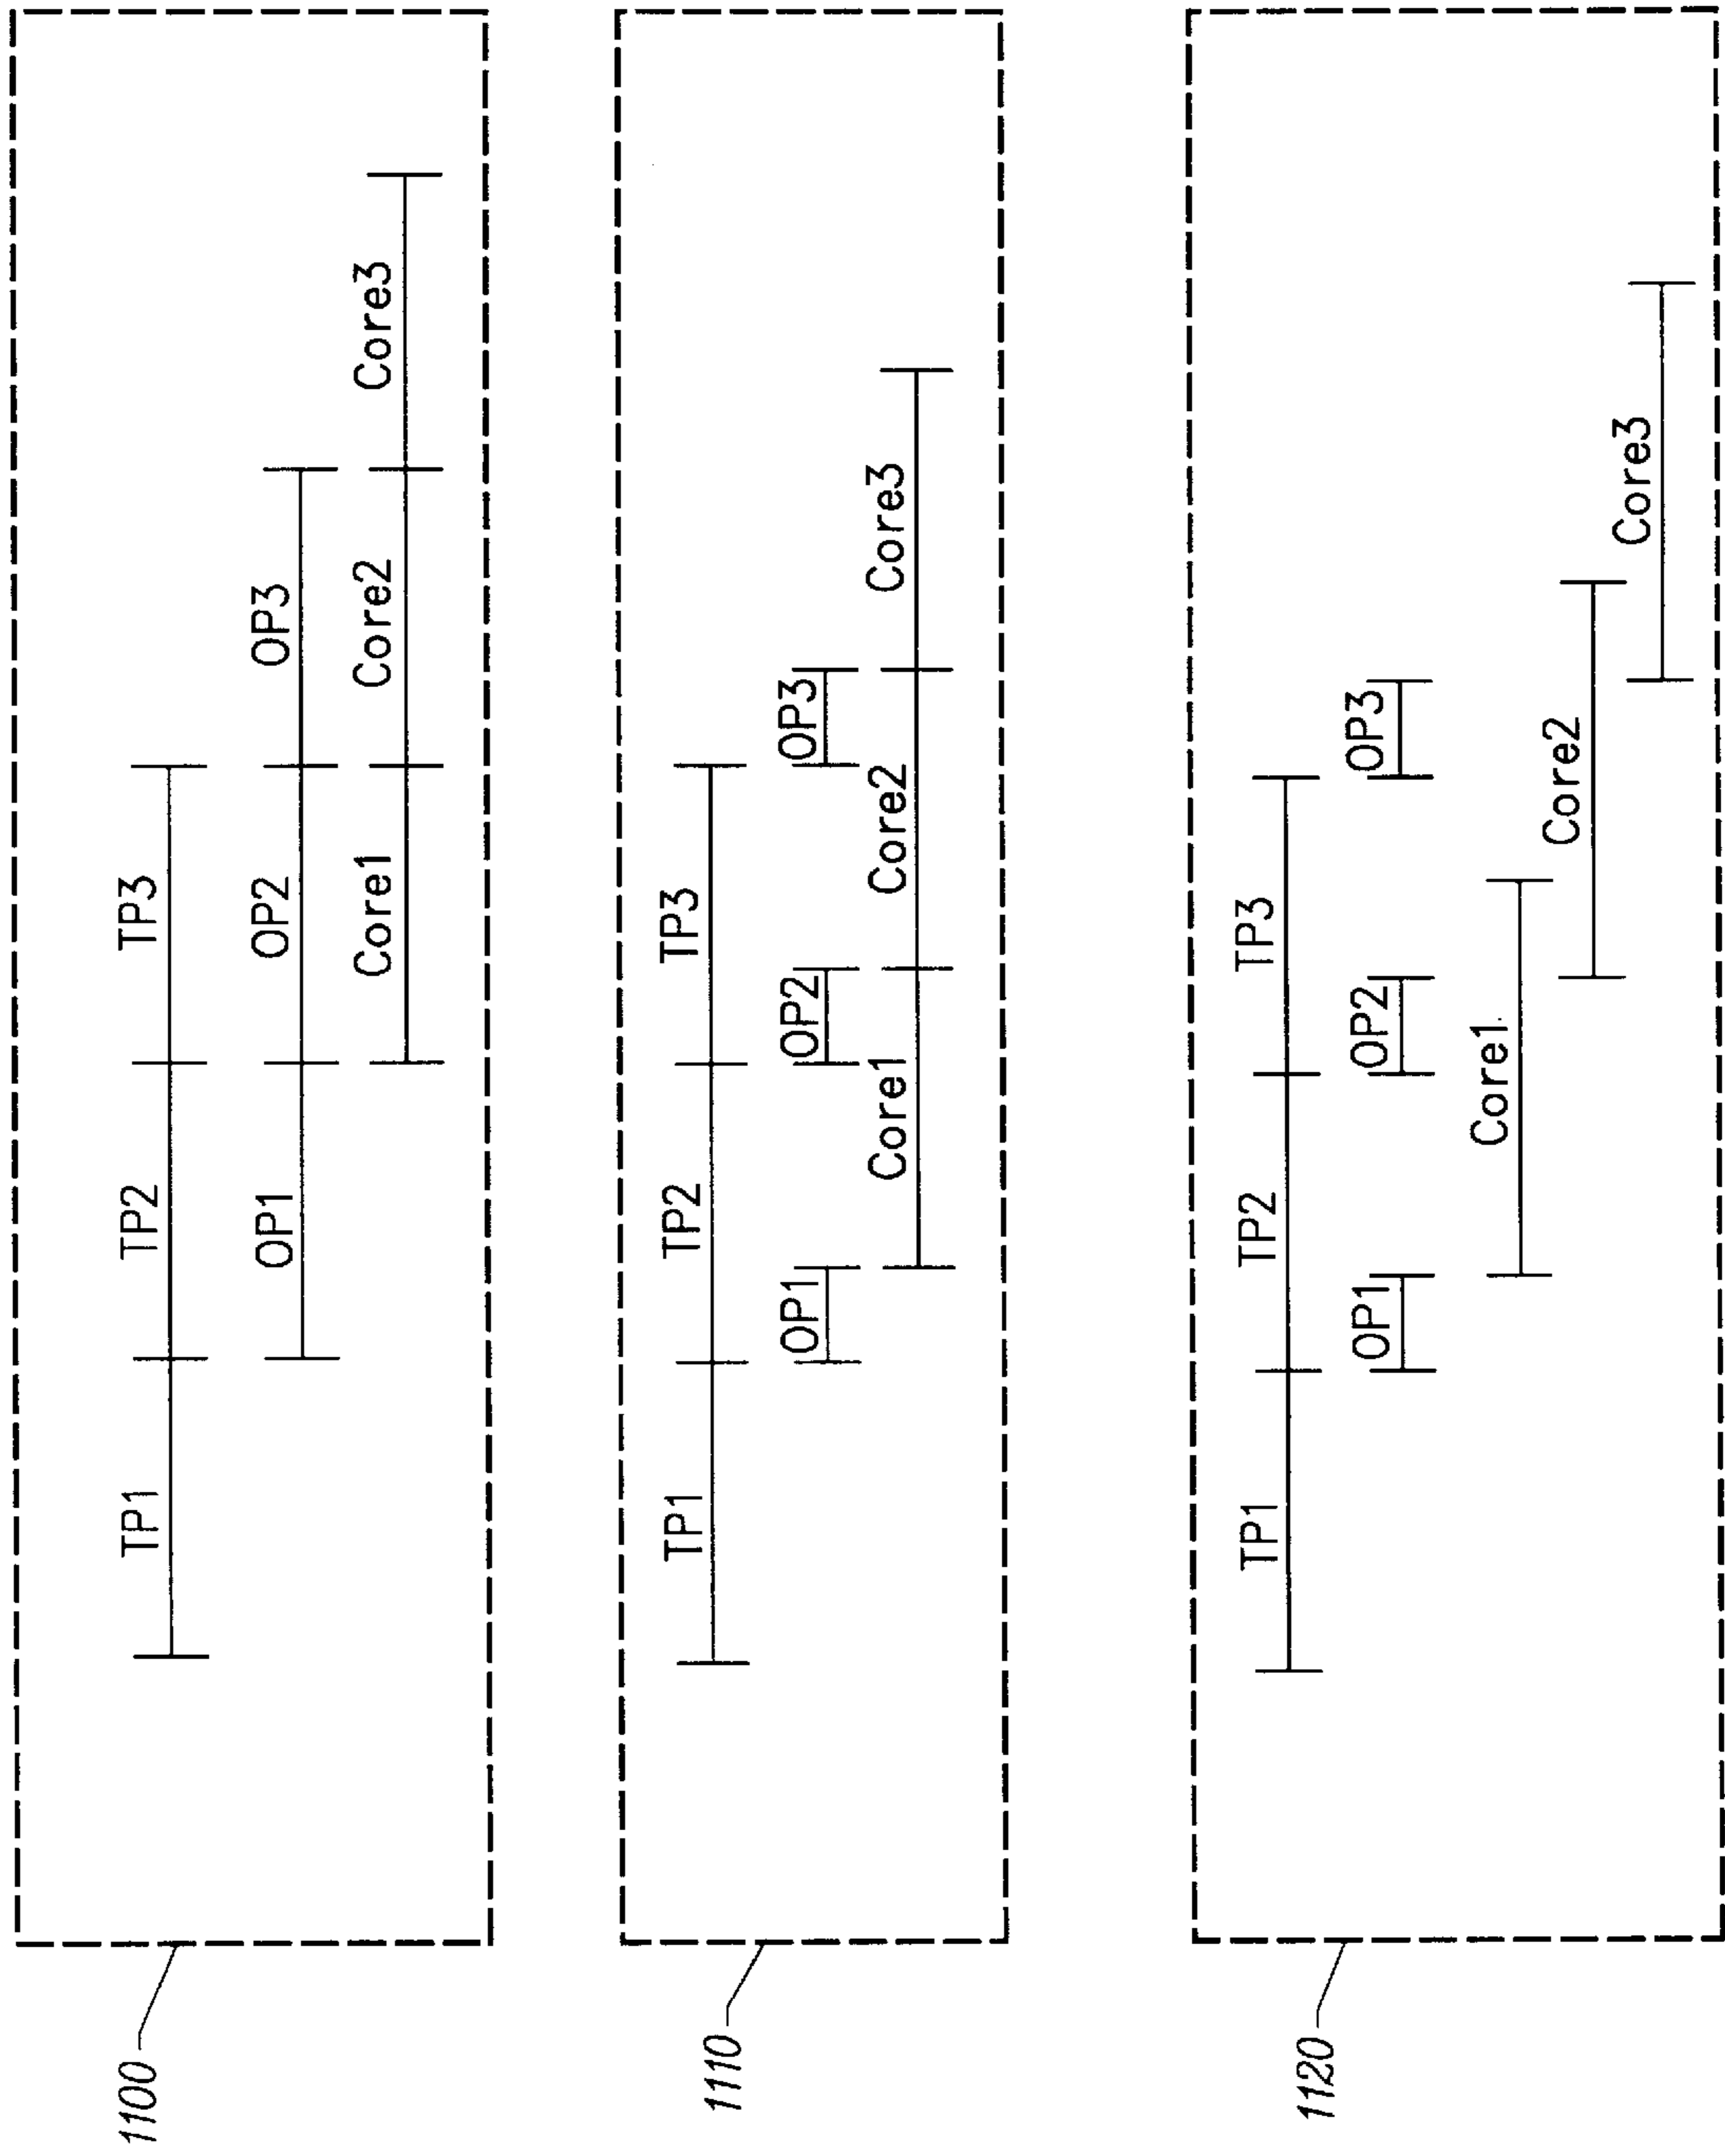 TP1 TP2 TP3
OP1 OP2 OP3
Core1 Core2 Core3
1100
TP1 TP2 TP3
OP1 OP2 OP3
Core1 Core2 Core3
1110
TP1 TP2 TP3
OP1 OP2 OP3
Core1
Core2
Core3
1120